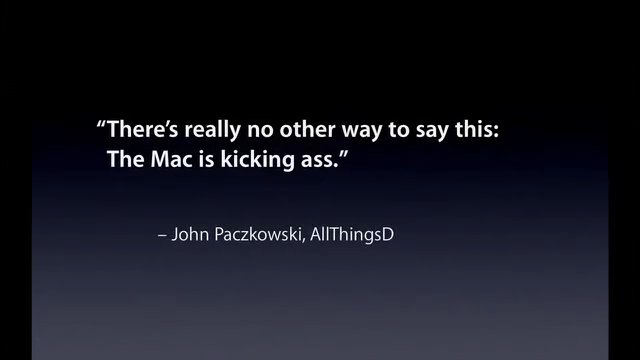 “There’s really no other way to say this:
The Mac is kicking ass.”
– John Paczkowski, AllThingsD